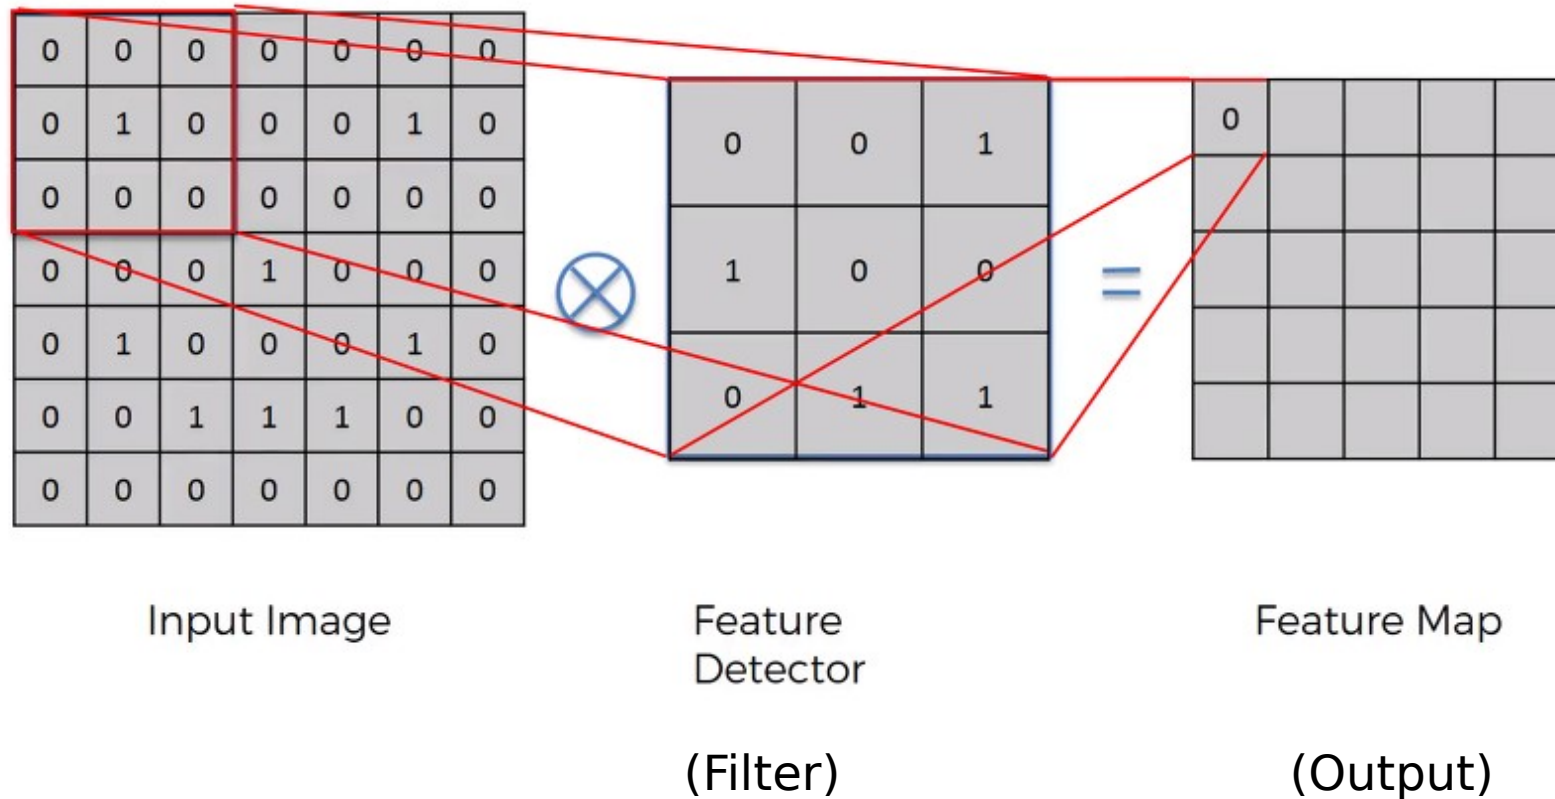 0 0 0 0 0 0 0
0 1 0 0 0 1 0
0 0 0 0 0 0 0
0 0 0 1 0 0 0
0 1 0 0 0 1 0
0 0 1 1 1 0 0
0 0 0 0 0 0 0
0 0 1
1 0 0
0 1 1
=
0
Input Image
Feature
Detector
(Filter)
Feature Map
(Output)